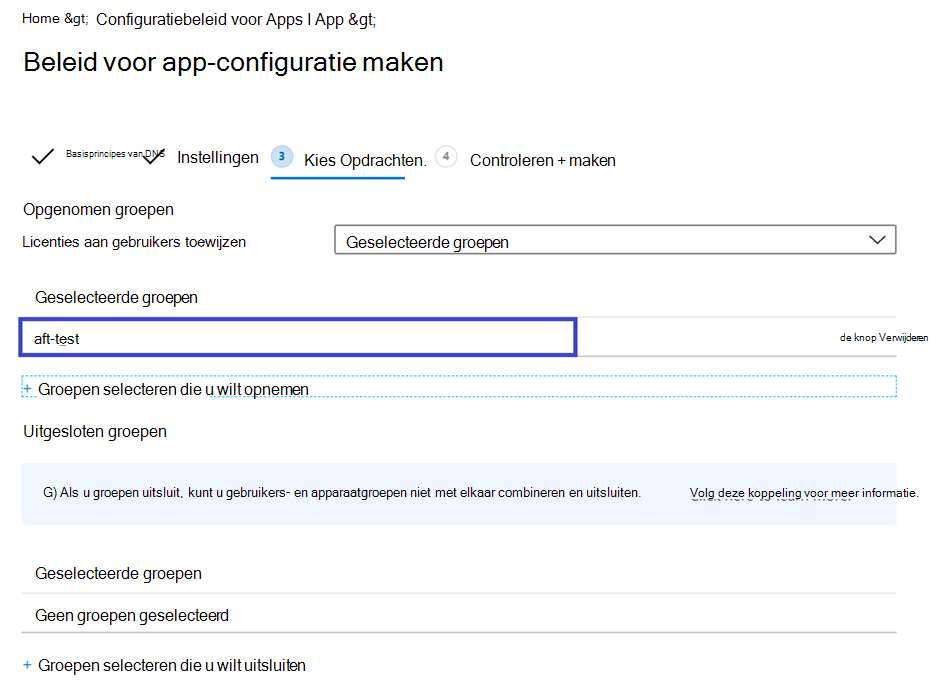 Home &gt; Configuratiebeleid voor Apps I App &gt;
Beleid voor app-configuratie maken
Basisprincipes van DNS Instellingen 3 Kies Opdrachten. 4 Controleren + maken
Opgenomen groepen
Licenties aan gebruikers toewijzen Geselecteerde groepen
Geselecteerde groepen
aft-test de knop Verwijderen
+ Groepen selecteren die u wilt opnemen
Uitgesloten groepen
G) Als u groepen uitsluit, kunt u gebruikers- en apparaatgroepen niet met elkaar combineren en uitsluiten. Volg deze koppeling voor meer informatie.
Geselecteerde groepen
Geen groepen geselecteerd
+ Groepen selecteren die u wilt uitsluiten